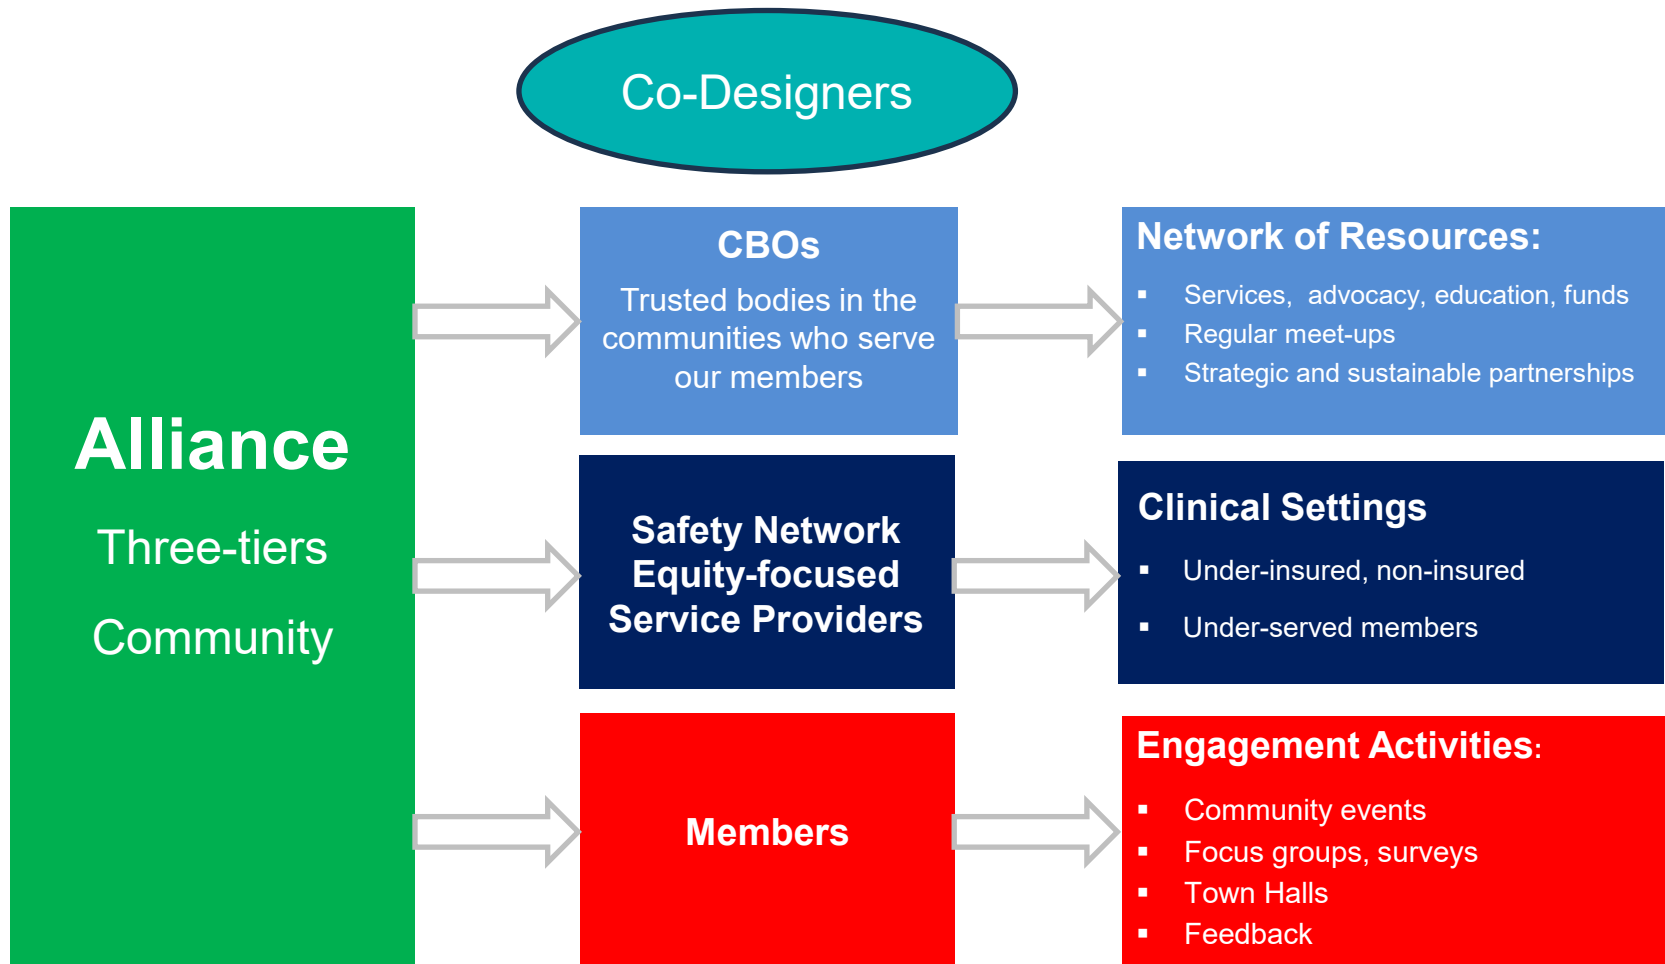 Co-Designers
Alliance
Three-tiers
Community
CBOs
Trusted bodies in the
communities who serve
our members
Network of Resources:
▪ Services, advocacy, education, funds
▪ Regular meet-ups
▪ Strategic and sustainable partnerships
Safety Network
Equity-focused
Service Providers
Clinical Settings
▪ Under-insured, non-insured
▪ Under-served members
Members
Engagement Activities:
▪ Community events
▪ Focus groups, surveys
▪ Town Halls
▪ Feedback